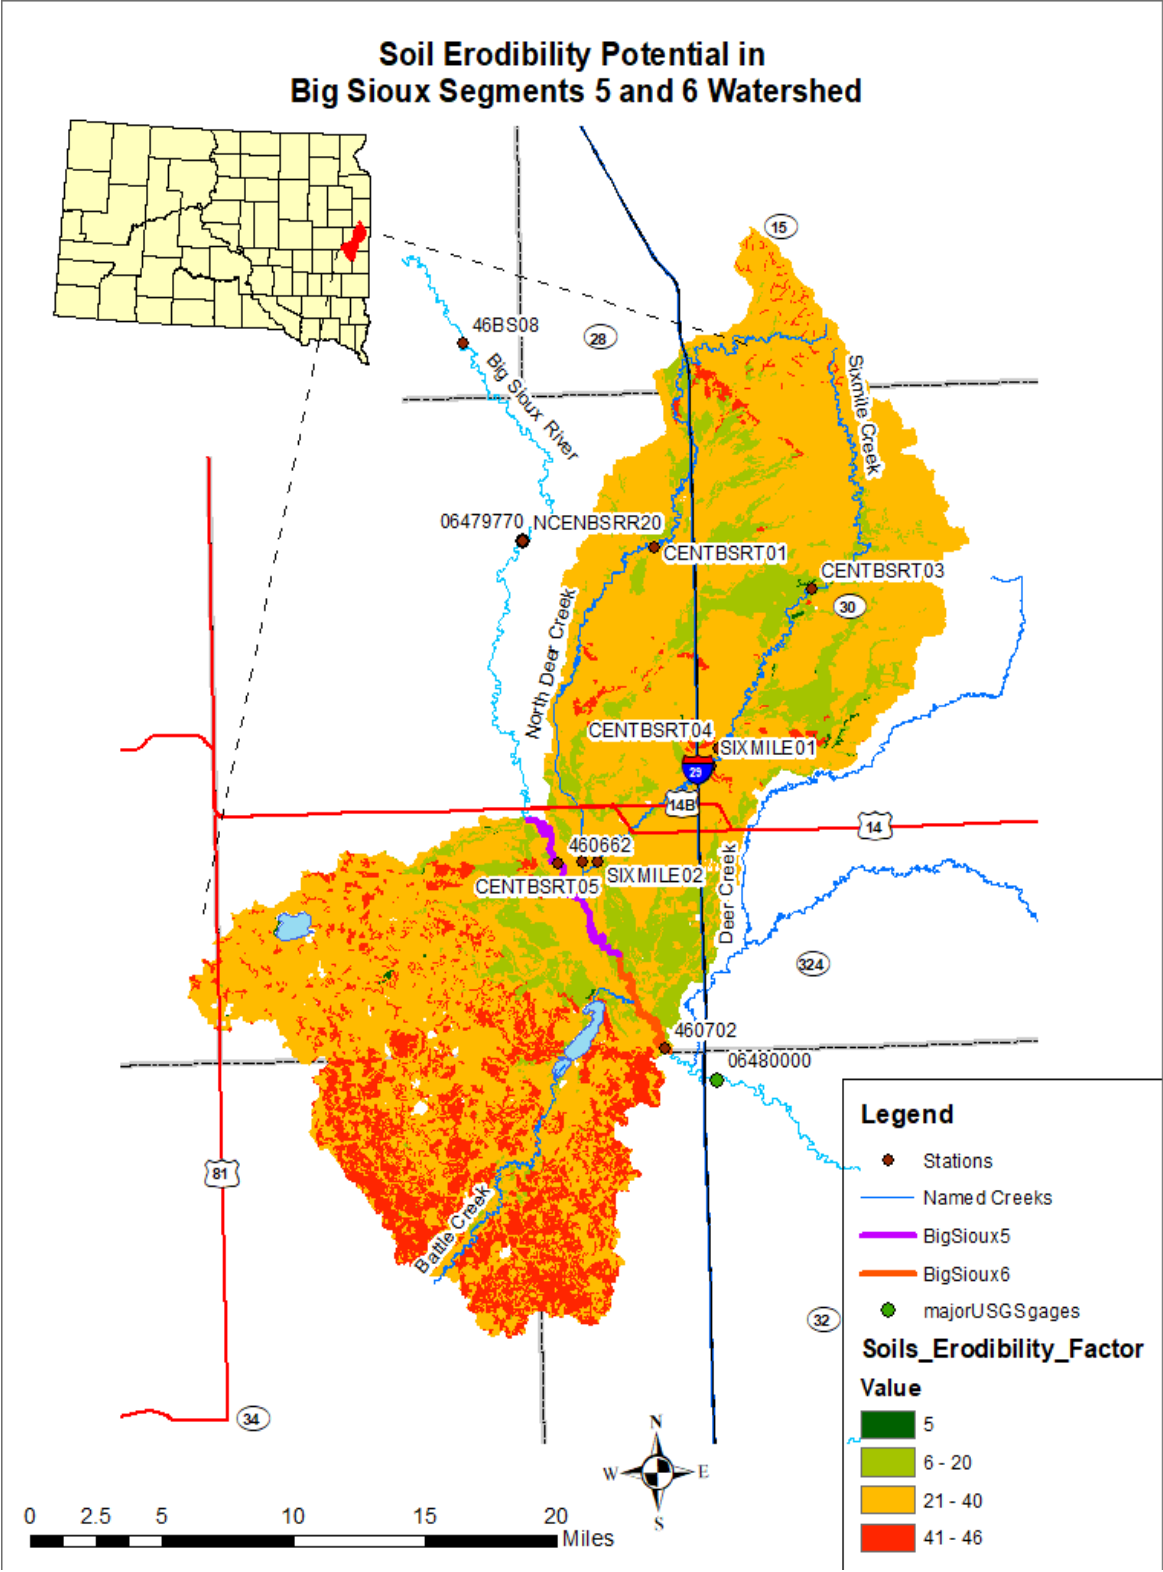 Soil Erodibility Potential in
Big Sioux Segments 5 and 6 Watershed
15
46BS08
28
Big Sioux River
Sixmile Creek
06479770 NCENBSRR20
CENTBSRT01
CENTBSRT03
30
North Deer Creek
CENTBSRT04
SIXMILE01
29
14B
14
460662
SIXMILE02
CENTBSRT05
Deer Creek
324
460702
06480000
81
Battle Creek
32
34
Legend
Stations
Named Creeks
BigSioux5
BigSioux6
majorUSGSgages
Soils_Erodibility_Factor
Value
5
6 - 20
21 - 40
41 - 46
N
W E
S
0 2.5 5 10 15 20
Miles